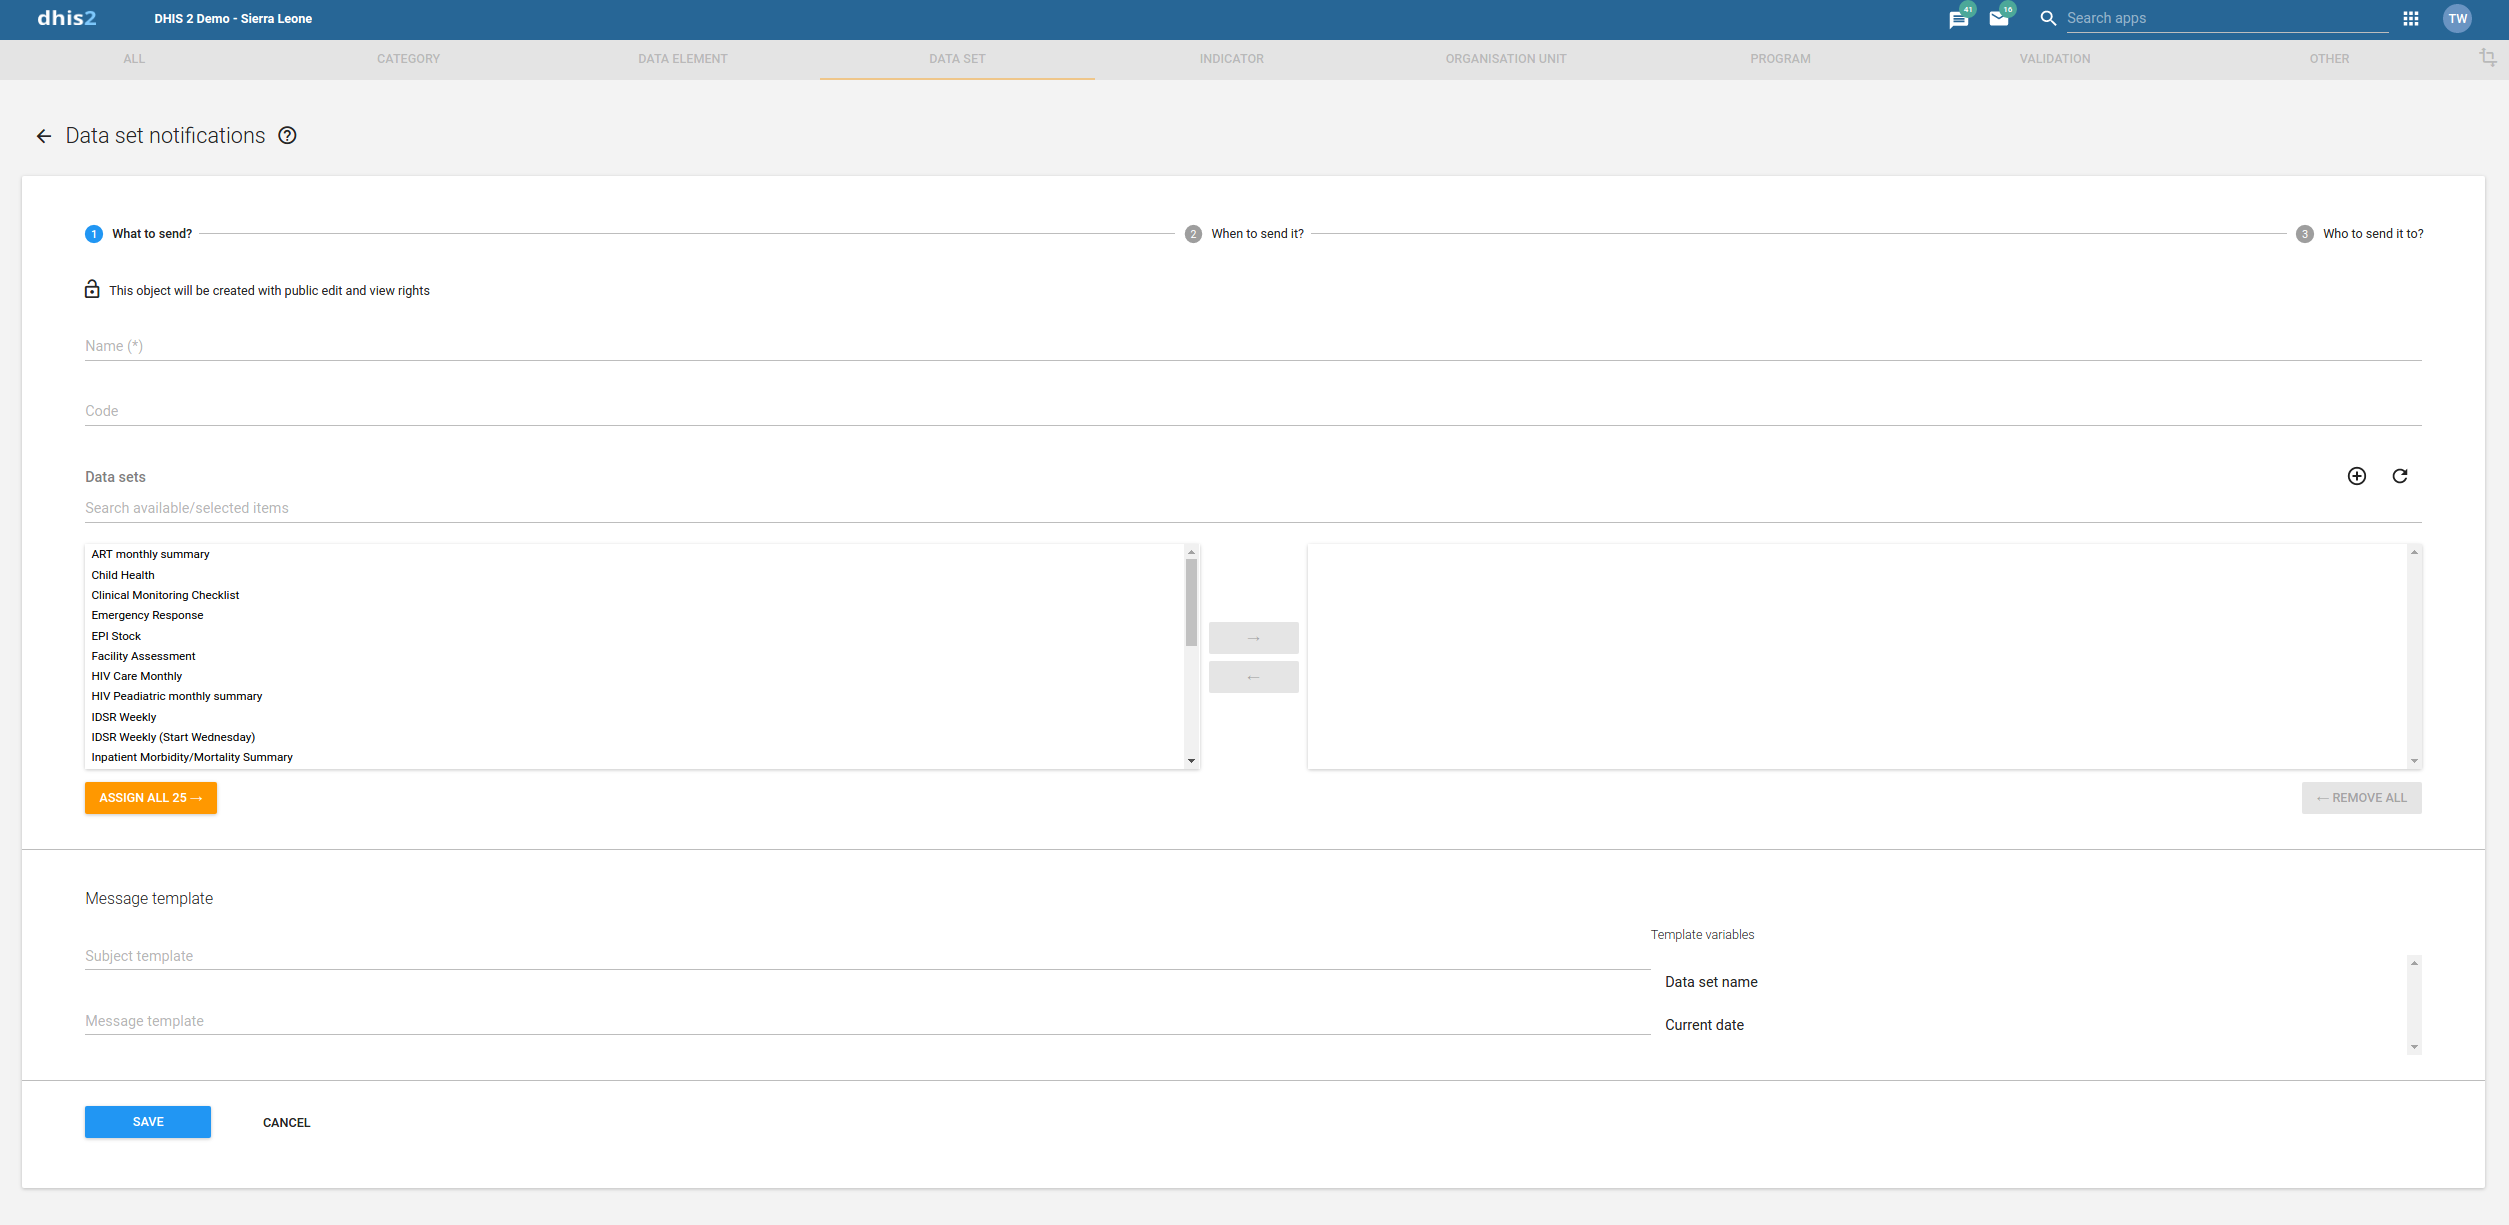 dhis2
DHIS 2 Demo - Sierra Leone
41
16
Search apps
TW
ALL
CATEGORY
DATA ELEMENT
DATA SET
INDICATOR
ORGANISATION UNIT
PROGRAM
VALIDATION
OTHER
Data set notifications
1 What to send?
2 When to send it?
3 Who to send it to?
This object will be created with public edit and view rights
Name (*)
Code
Data sets
Search available/selected items
ART monthly summary
Child Health
Clinical Monitoring Checklist
Emergency Response
EPI Stock
Facility Assessment
HIV Care Monthly
HIV Peadiatric monthly summary
IDSR Weekly
IDSR Weekly (Start Wednesday)
Inpatient Morbidity/Mortality Summary
→
←
ASSIGN ALL 25 →
← REMOVE ALL
Message template
Subject template
Message template
Template variables
Data set name
Current date
SAVE
CANCEL